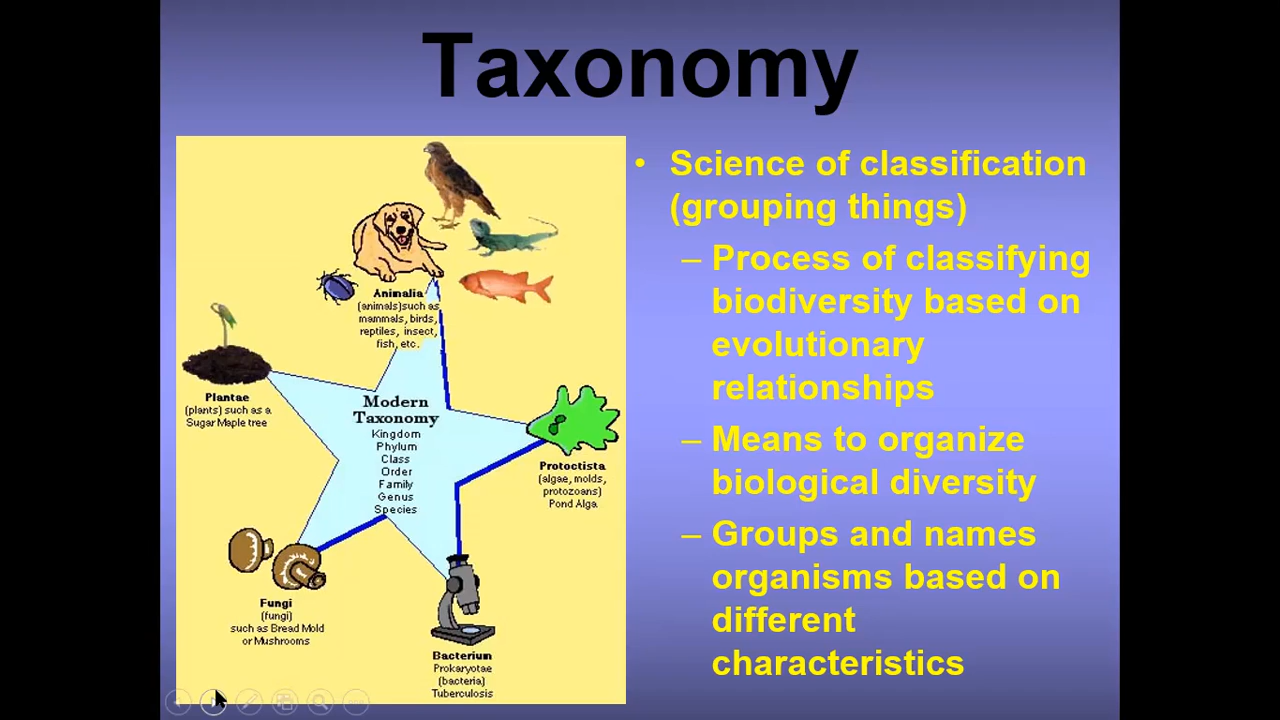 Taxonomy
Animalia
(animals)such as
mammals, birds,
reptiles, insect,
fish, etc.
Plantae
(plants) such as a
Sugar Maple tree
Modern
Taxonomy
Kingdom
Phylum
Class
Order
Family
Genus
Species
Protoctista
(algae, molds,
protozoans)
Pond Alga
Fungi
(fungi)
such as Bread Mold
or Mushrooms
Bacterium
Prokaryotae
(bacteria)
Tuberculosis
• Science of classification
(grouping things)
– Process of classifying
biodiversity based on
evolutionary
relationships
– Means to organize
biological diversity
– Groups and names
organisms based on
different
characteristics